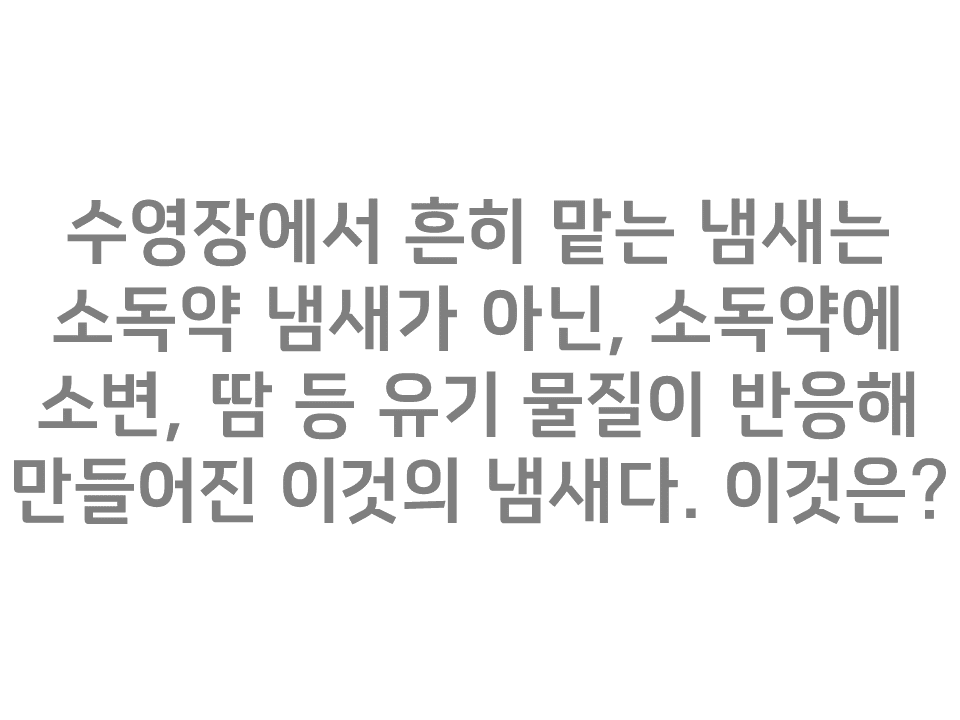 수영장에서 흔히 맡는 냄새는
소독약 냄새가 아닌, 소독약에
소변, 땀 등 유기 물질이 반응해
만들어진 이것의 냄새다. 이것은?